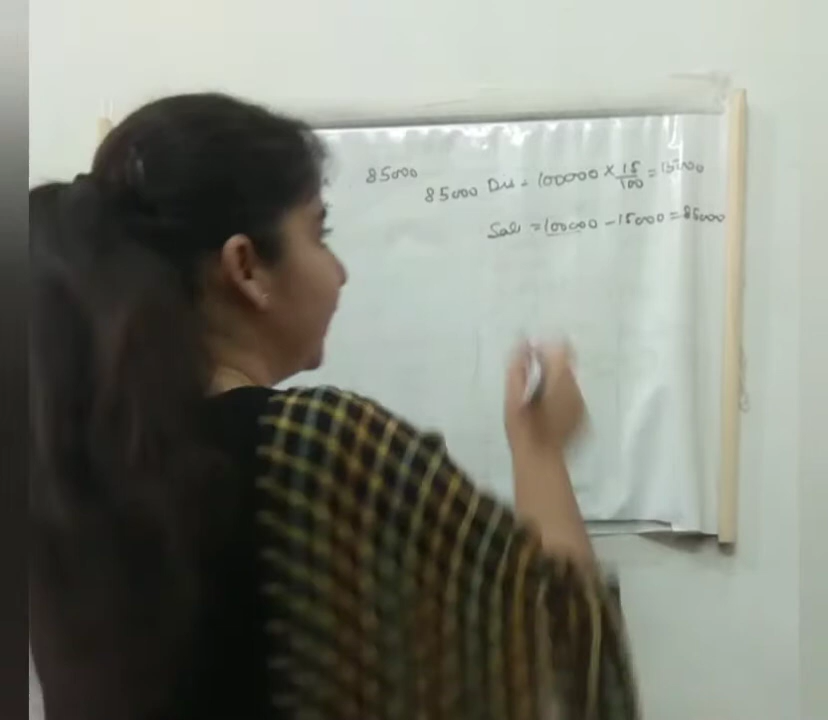 85000
85000 Dis = 100000 × 15/100 = 15000
Sale = 100000 - 15000 = 85000